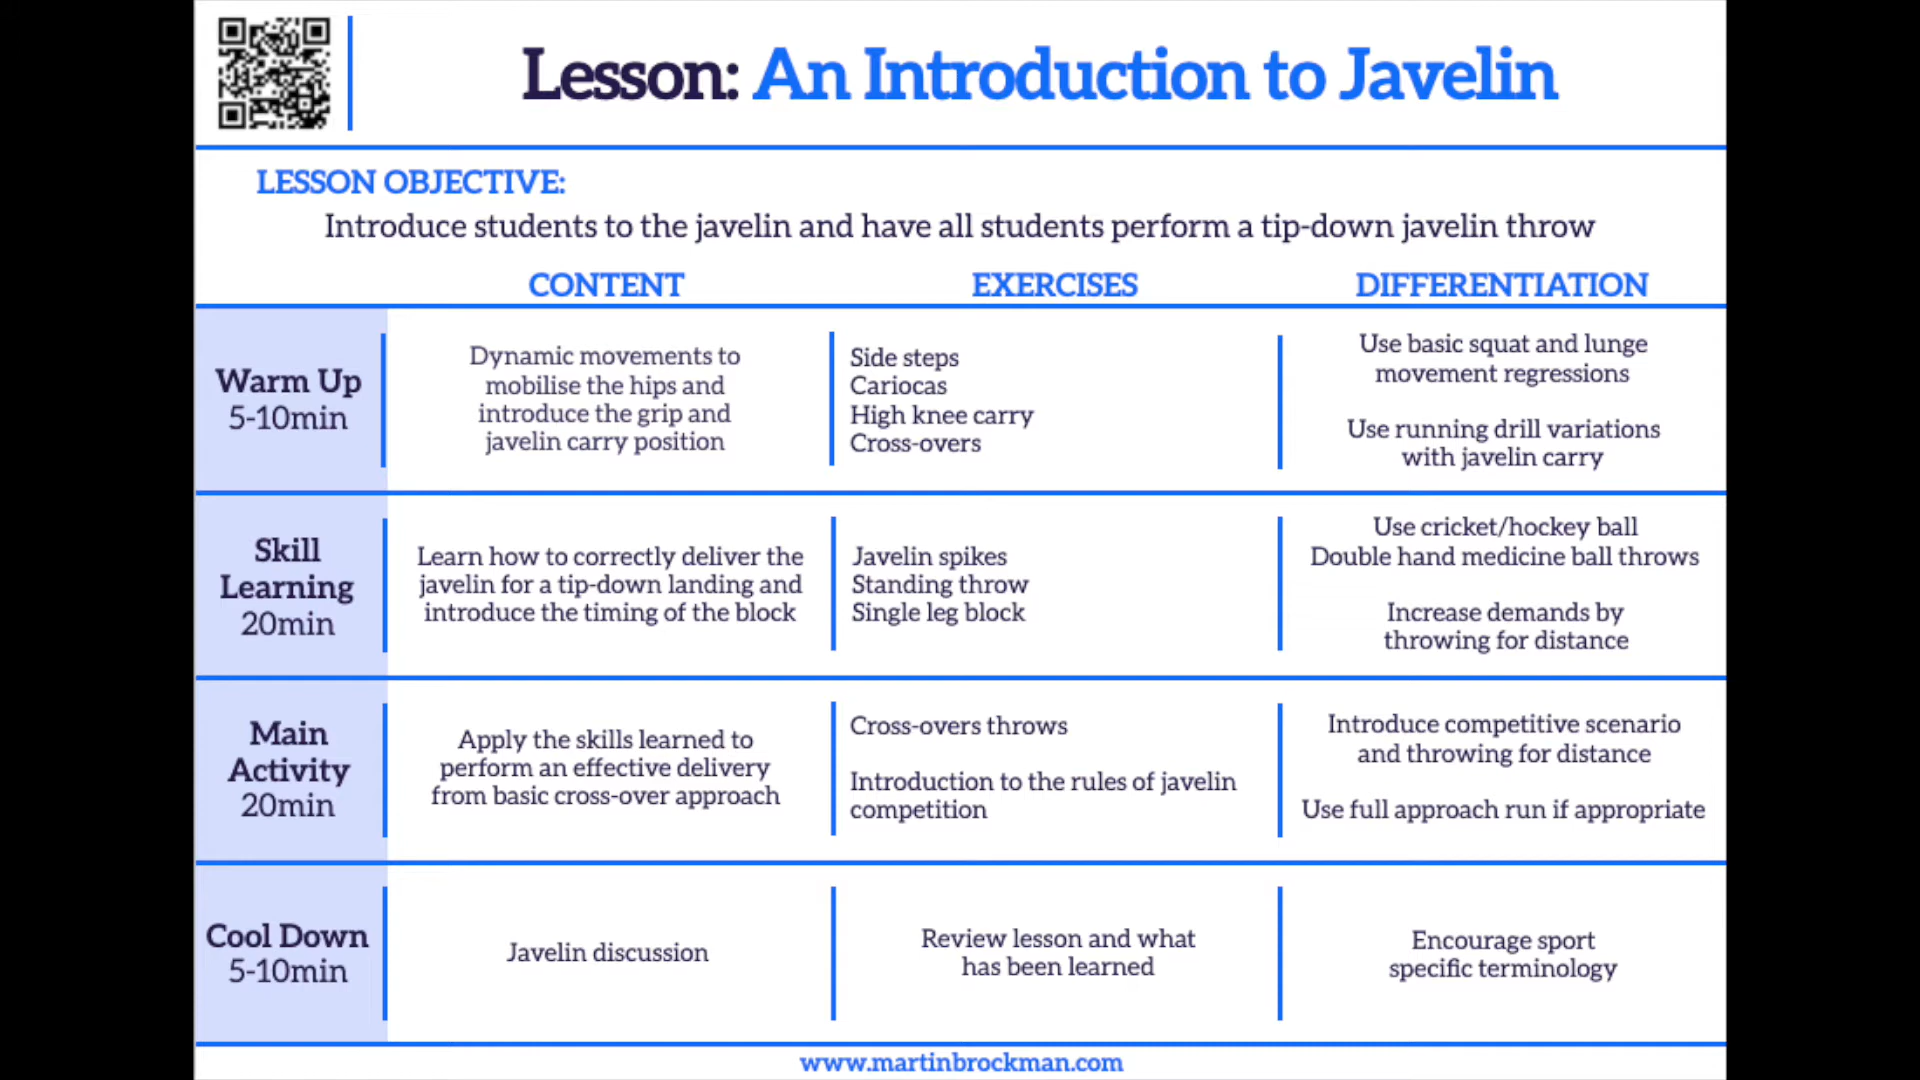 Lesson: An Introduction to Javelin
LESSON OBJECTIVE:
Introduce students to the javelin and have all students perform a tip-down javelin throw
CONTENT
EXERCISES
DIFFERENTIATION
Warm Up
5-10min
Dynamic movements to
mobilise the hips and
introduce the grip and
javelin carry position
Side steps
Cariocas
High knee carry
Cross-overs
Use basic squat and lunge
movement regressions
Use running drill variations
with javelin carry
Skill
Learning
20min
Learn how to correctly deliver the
javelin for a tip-down landing and
introduce the timing of the block
Javelin spikes
Standing throw
Single leg block
Use cricket/hockey ball
Double hand medicine ball throws
Increase demands by
throwing for distance
Main
Activity
20min
Apply the skills learned to
perform an effective delivery
from basic cross-over approach
Cross-overs throws
Introduction to the rules of javelin
competition
Introduce competitive scenario
and throwing for distance
Use full approach run if appropriate
Cool Down
5-10min
Javelin discussion
Review lesson and what
has been learned
Encourage sport
specific terminology
www.martinbrockman.com